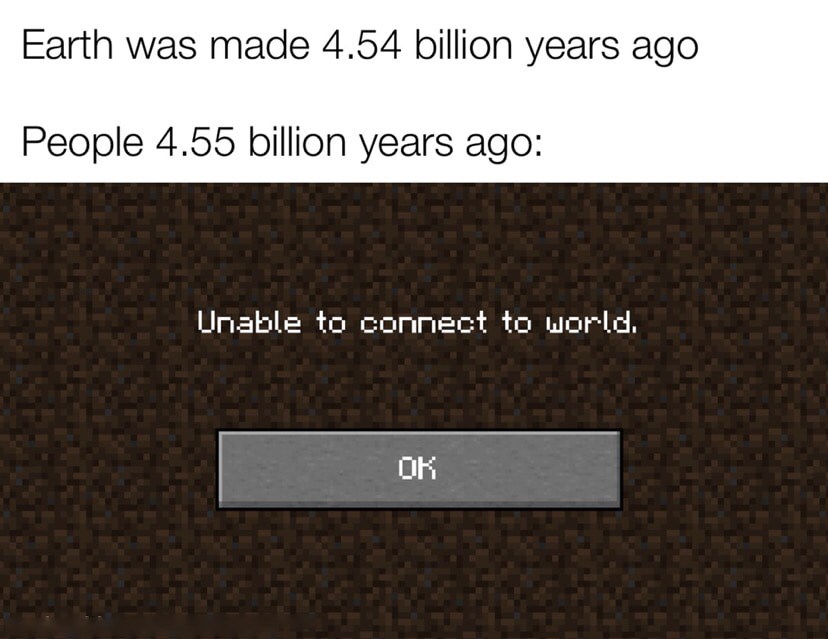 Earth was made 4.54 billion years ago
People 4.55 billion years ago:
Unable to connect to world.
OK